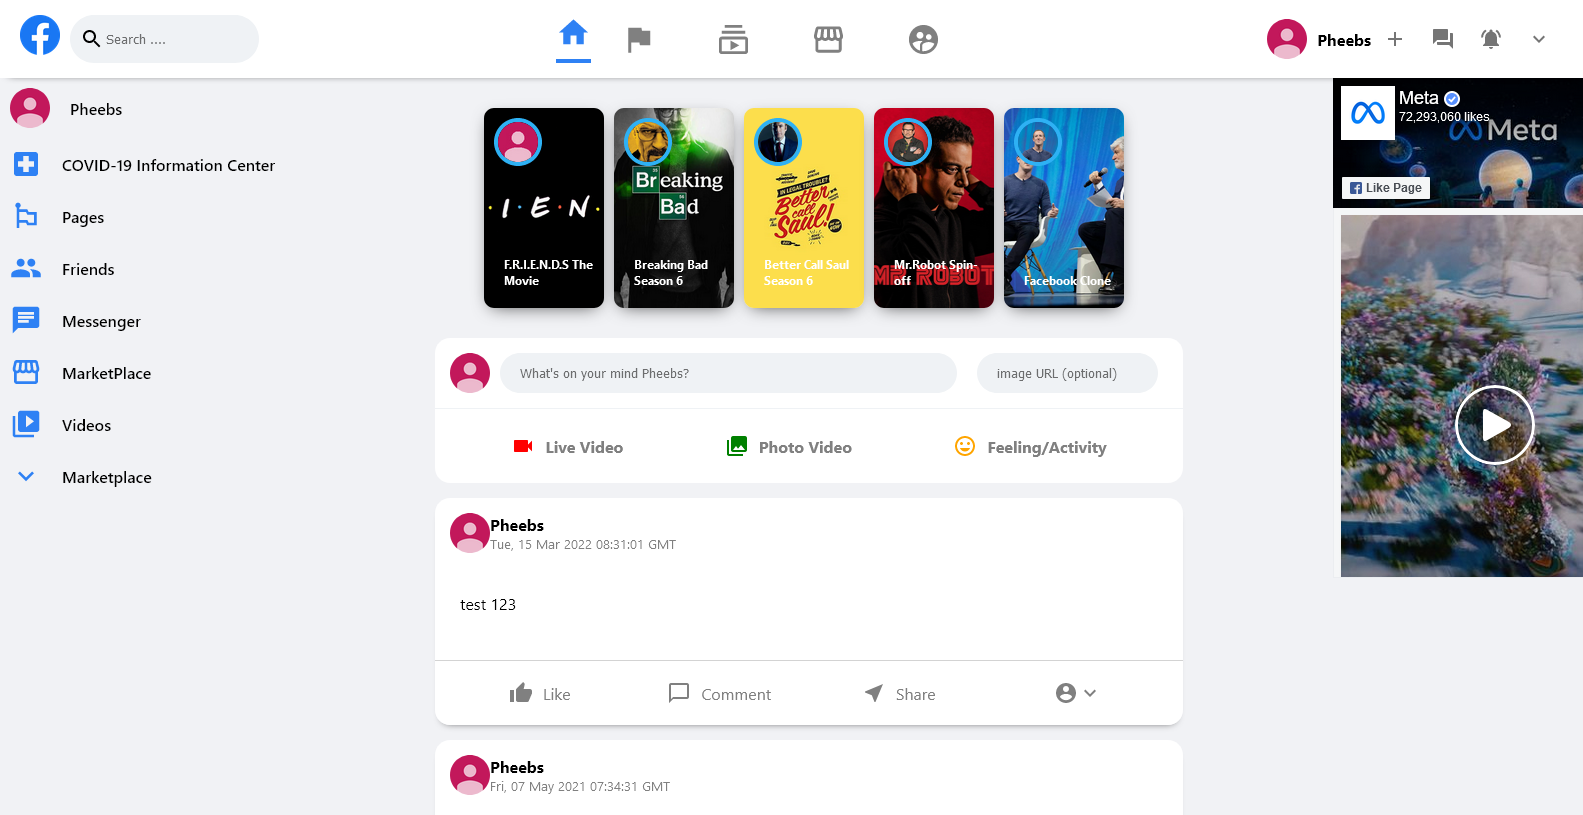 Search ....
Pheebs
Pheebs
COVID-19 Information Center
Pages
Friends
Messenger
MarketPlace
Videos
Marketplace
I.E.N.
F.R.I.E.N.D.S The
Movie
Breaking
Bad
Breaking Bad
Season 6
IN LEGAL TROUBLE?
Better
call
Saul!
Better Call Saul
Season 6
MR. ROBOT
Mr.Robot Spin-
off
Facebook Clone
What's on your mind Pheebs?
image URL (optional)
Live Video
Photo Video
Feeling/Activity
Pheebs
Tue, 15 Mar 2022 08:31:01 GMT
test 123
Like
Comment
Share
Pheebs
Fri, 07 May 2021 07:34:31 GMT
Meta
72,293,060 likes
Meta
Like Page